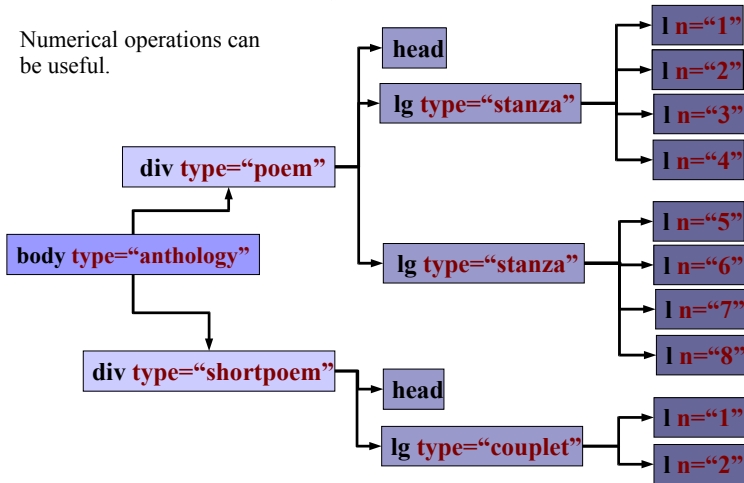 Numerical operations can
be useful.
head
lg type=“stanza”
l n=“1”
l n=“2”
l n=“3”
l n=“4”
div type=“poem”
body type=“anthology”
lg type=“stanza”
l n=“5”
l n=“6”
l n=“7”
l n=“8”
div type=“shortpoem”
head
lg type=“couplet”
l n=“1”
l n=“2”